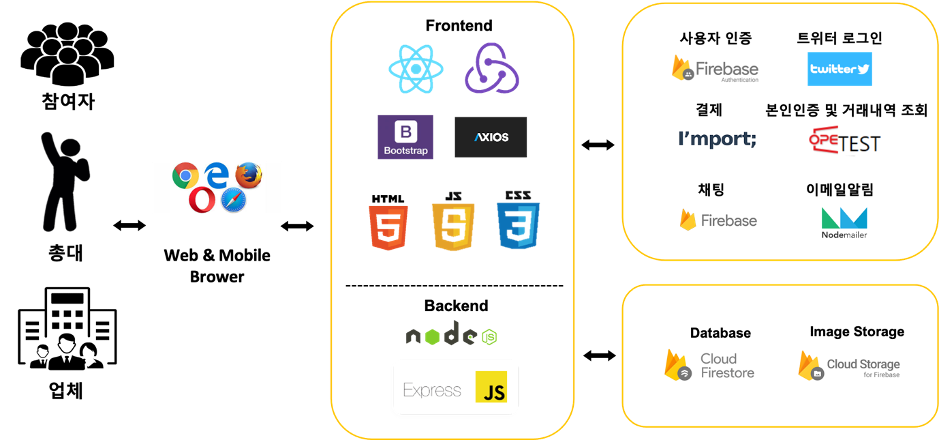 참여자
총대
업체
Web & Mobile
Brower
Frontend
B
Bootstrap
AXIOS
HTML
5
JS
5
CSS
3
Backend
node
JS
Express
JS
사용자 인증
Firebase
Authentication
트위터 로그인
twitter
결제
I'mport;
본인인증 및 거래내역 조회
OPETEST
채팅
Firebase
이메일알림
Nodemailer
Database
Cloud
Firestore
Image Storage
Cloud Storage
for Firebase